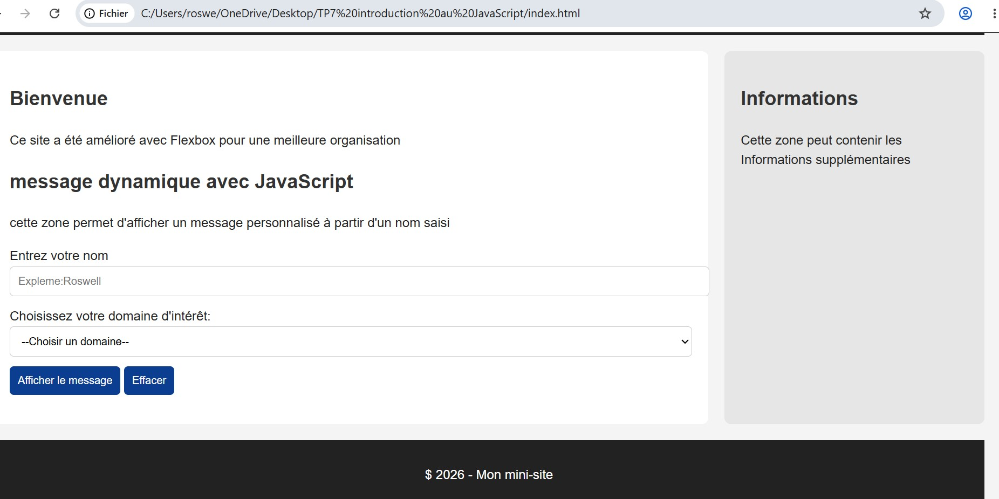 Fichier
C:/Users/roswe/OneDrive/Desktop/TP7%20introduction%20au%20JavaScript/index.html
Bienvenue
Ce site a été amélioré avec Flexbox pour une meilleure organisation
message dynamique avec JavaScript
cette zone permet d'afficher un message personnalisé à partir d'un nom saisi
Entrez votre nom
Expleme:Roswell
Choisissez votre domaine d'intérêt:
--Choisir un domaine--
Afficher le message
Effacer
Informations
Cette zone peut contenir les
Informations supplémentaires
$ 2026 - Mon mini-site